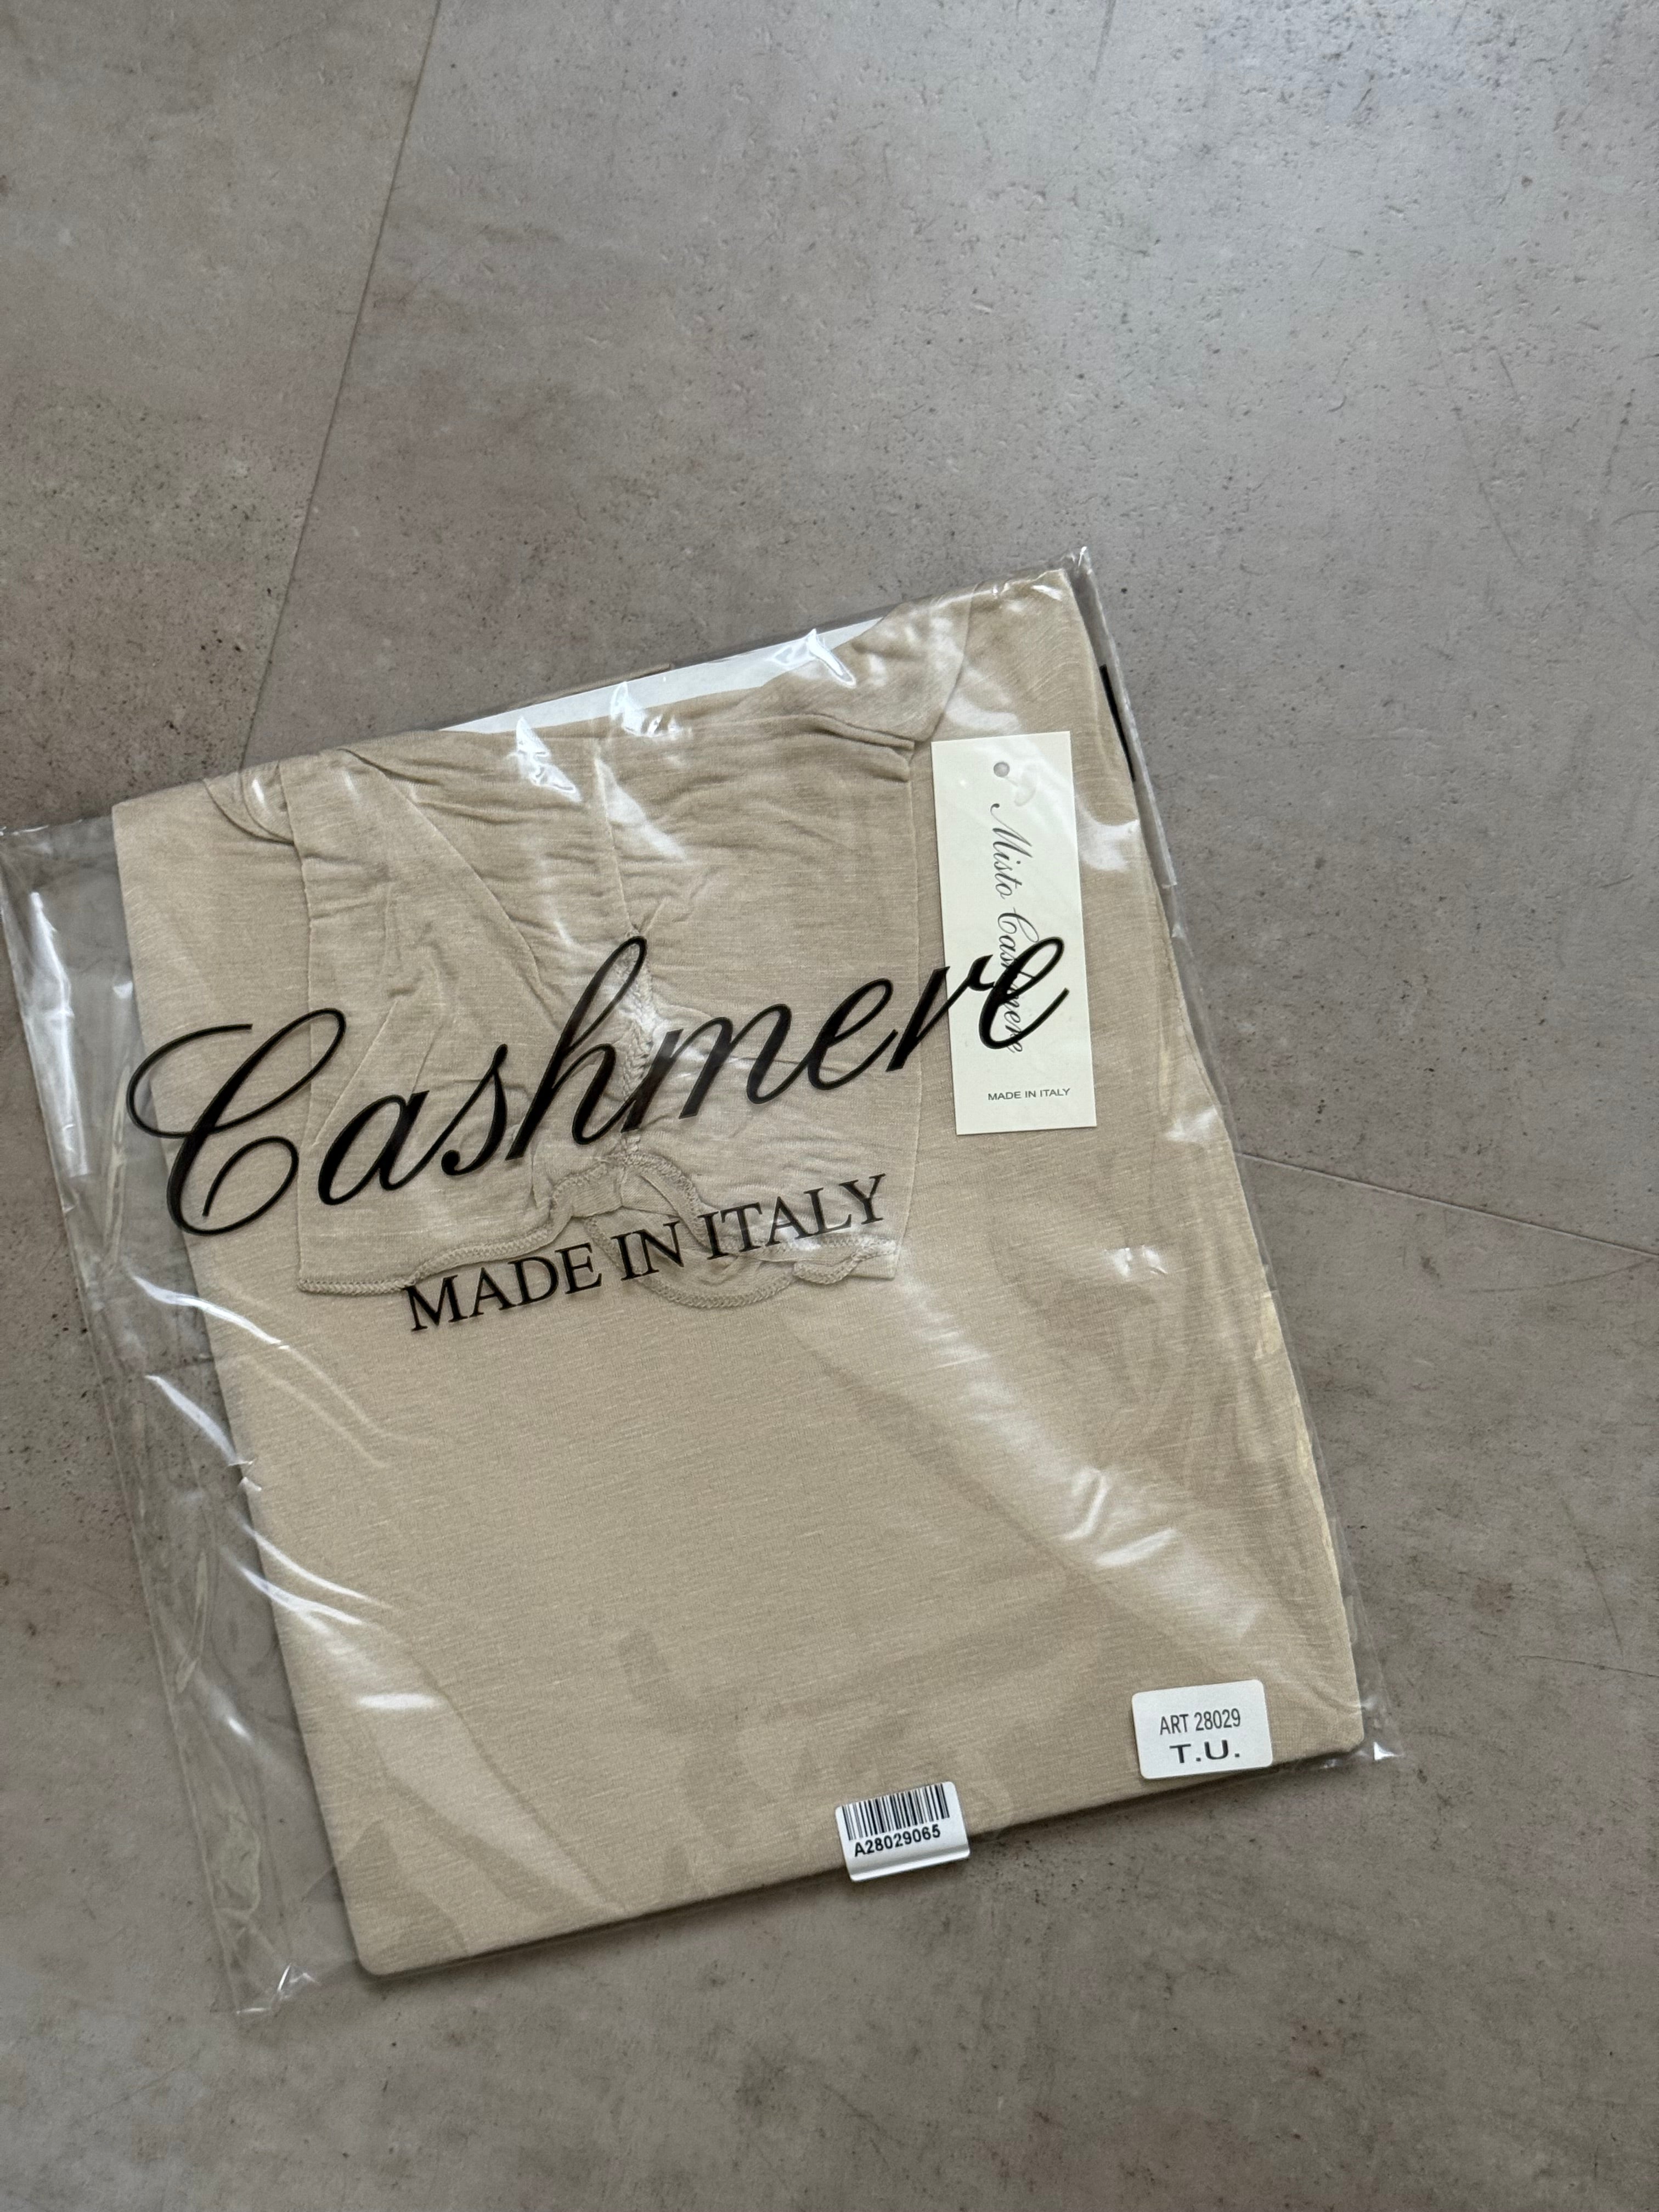 Misto Cashmere
MADE IN ITALY
Cashmere
MADE IN ITALY
ART 28029
T.U.
A28029065